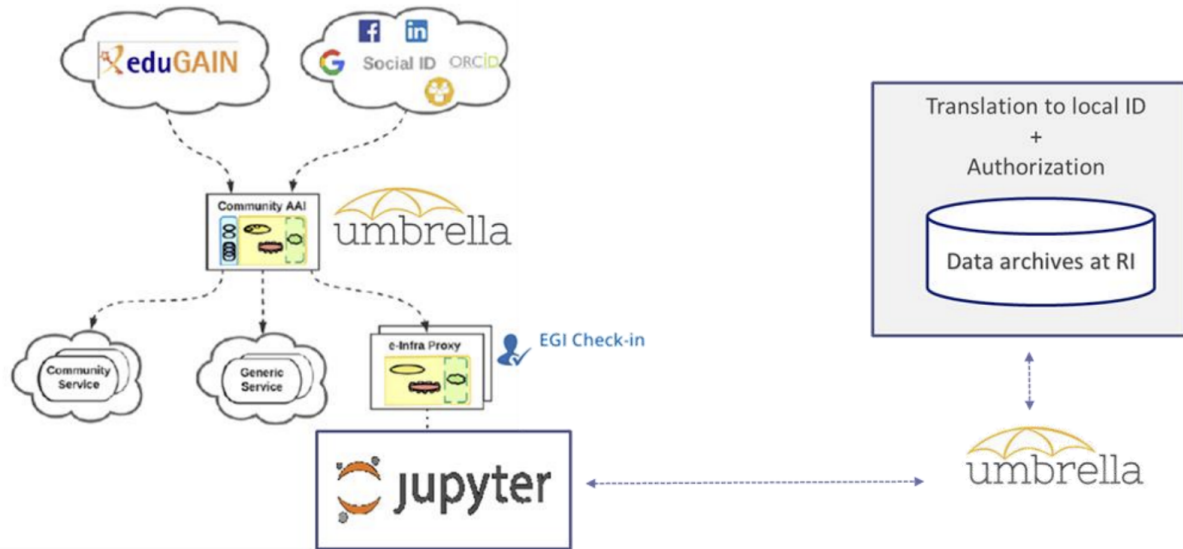 eduGAIN
f
in
G
Social ID
ORCID
Community AAI
umbrella
Community
Service
Generic
Service
e-Infra Proxy
EGI Check-in
jupyter
Translation to local ID
+
Authorization
Data archives at RI
umbrella